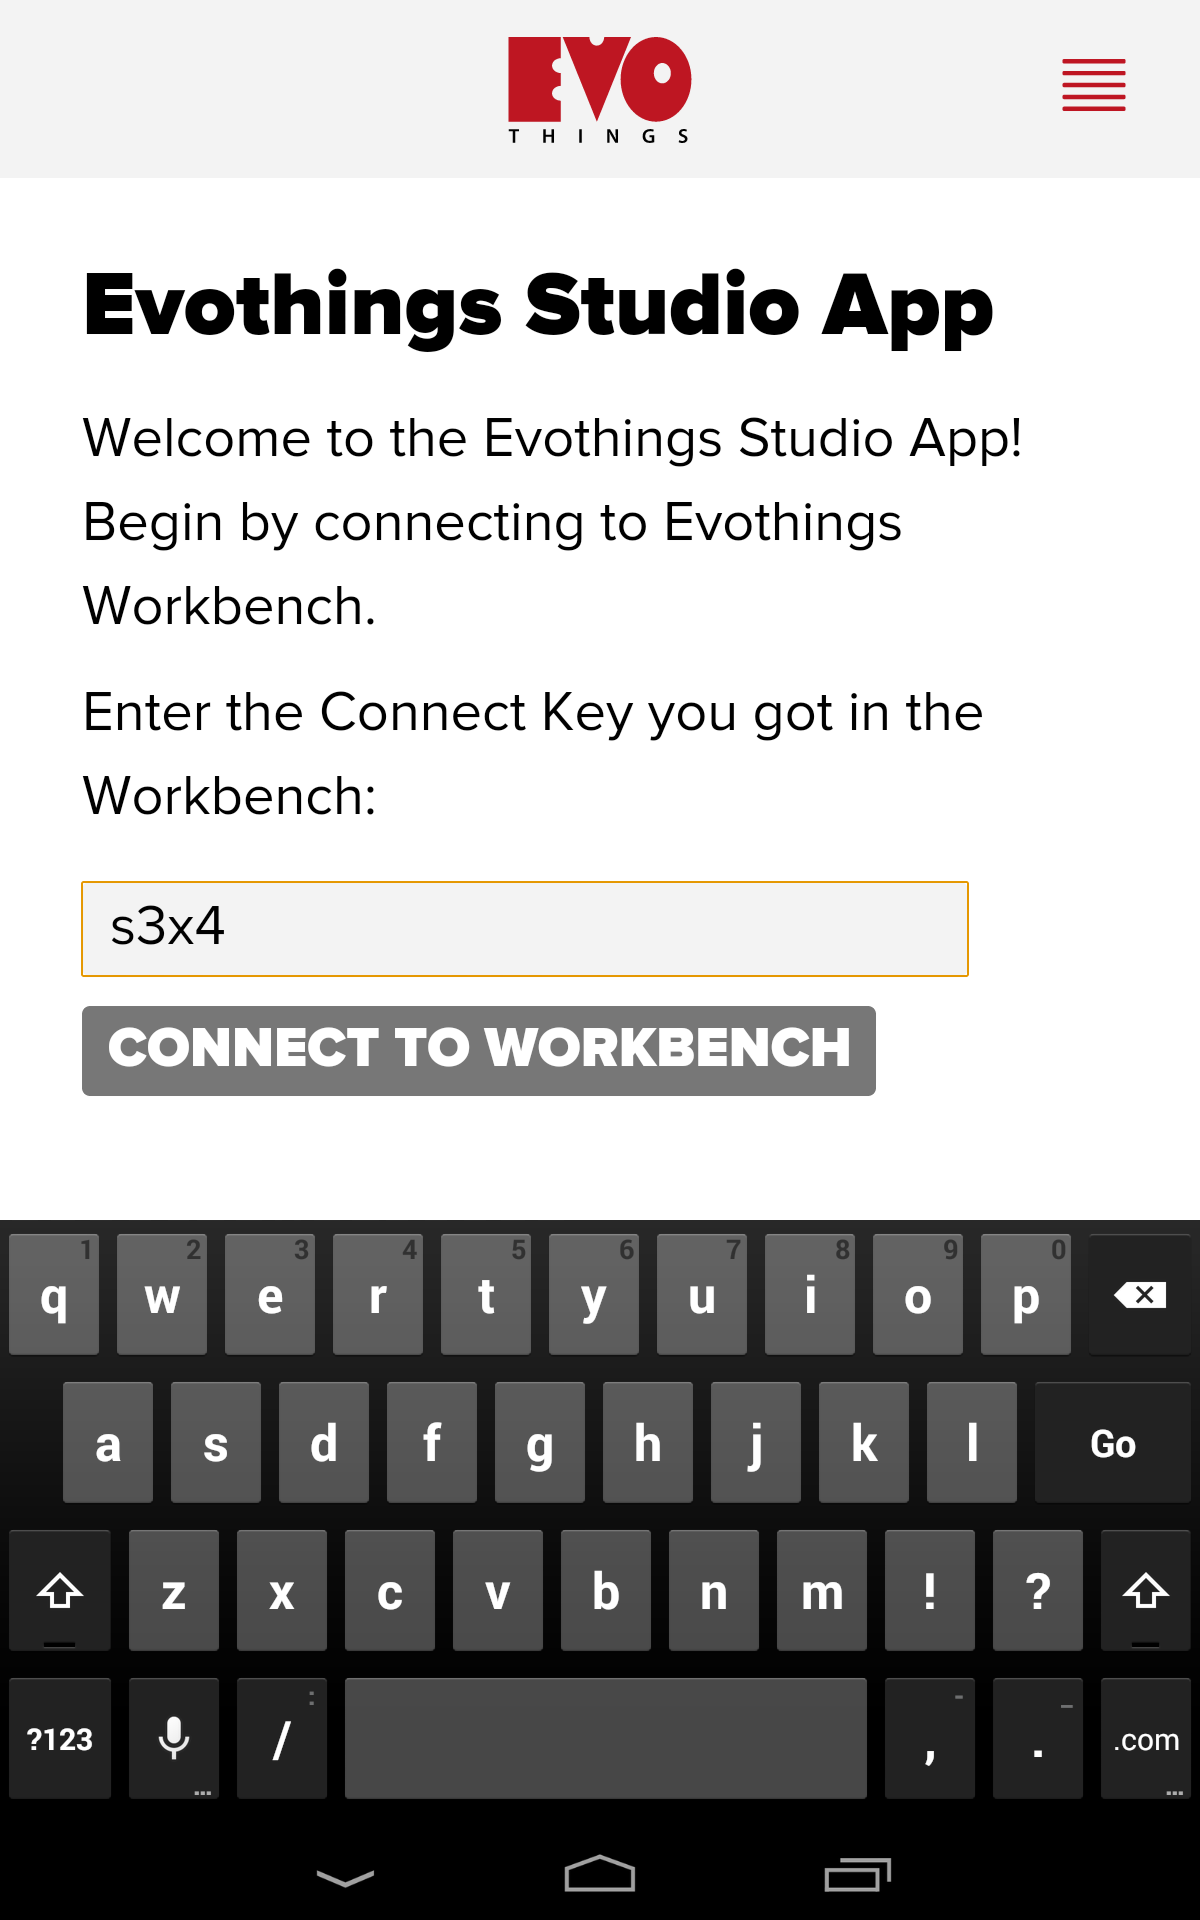 EVO
THINGS
Evothings Studio App
Welcome to the Evothings Studio App!
Begin by connecting to Evothings
Workbench.
Enter the Connect Key you got in the
Workbench:
s3x4
CONNECT TO WORKBENCH
1 2 3 4 5 6 7 8 9 0
q w e r t y u i o p
a s d f g h j k l Go
z x c v b n m ! ?
: - _
?123 / , . .com
... ...